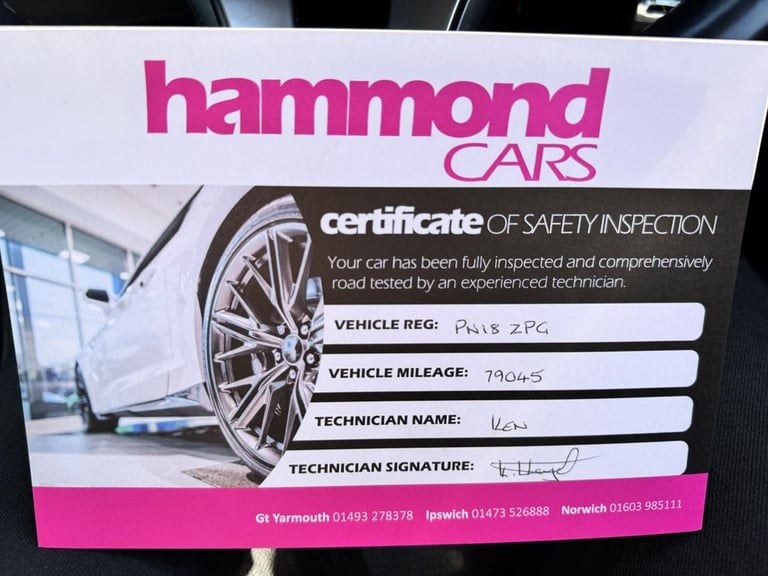 hammond
CARS
certificate OF SAFETY INSPECTION
Your car has been fully inspected and comprehensively
road tested by an experienced technician.
VEHICLE REG: PN18 ZPG
VEHICLE MILEAGE: 79045
TECHNICIAN NAME: KEN
TECHNICIAN SIGNATURE:
Gt Yarmouth 01493 278378 Ipswich 01473 526888 Norwich 01603 985111